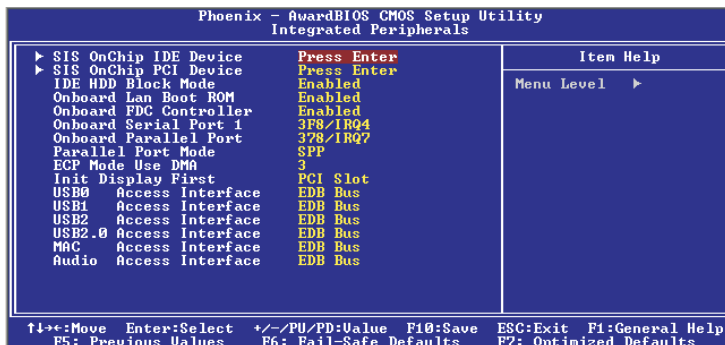 Phoenix - AwardBIOS CMOS Setup Utility
Integrated Peripherals
SIS OnChip IDE Device Press Enter
SIS OnChip PCI Device Press Enter
IDE HDD Block Mode Enabled
Onboard Lan Boot ROM Enabled
Onboard FDC Controller Enabled
Onboard Serial Port 1 3F8/IRQ4
Onboard Parallel Port 378/IRQ7
Parallel Port Mode SPP
ECP Mode Use DMA 3
Init Display First PCI Slot
USB0 Access Interface EDB Bus
USB1 Access Interface EDB Bus
USB2 Access Interface EDB Bus
USB2.0 Access Interface EDB Bus
MAC Access Interface EDB Bus
Audio Access Interface EDB Bus
Item Help
Menu Level
↑↓→←:Move Enter:Select +/-/PU/PD:Value F10:Save ESC:Exit F1:General Help
F5: Previous Values F6: Fail-Safe Defaults F7: Optimized Defaults